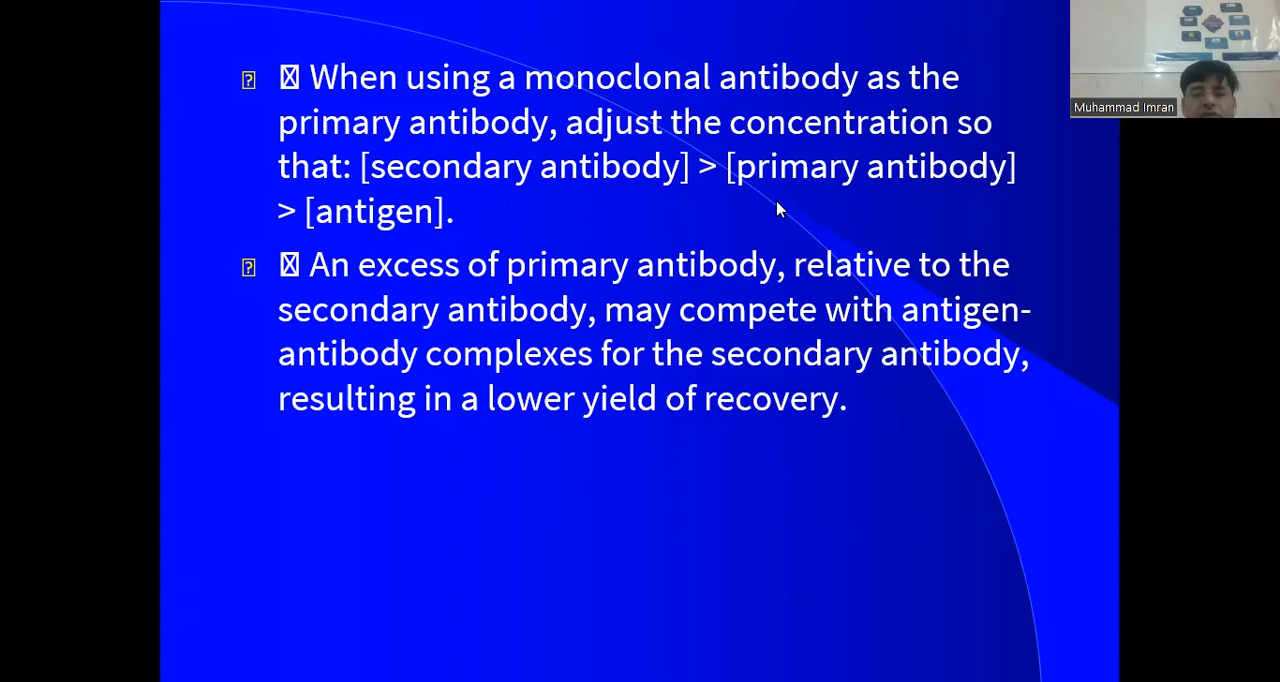 When using a monoclonal antibody as the
primary antibody, adjust the concentration so
that: [secondary antibody] > [primary antibody]
> [antigen].
An excess of primary antibody, relative to the
secondary antibody, may compete with antigen-
antibody complexes for the secondary antibody,
resulting in a lower yield of recovery.
Muhammad Imran